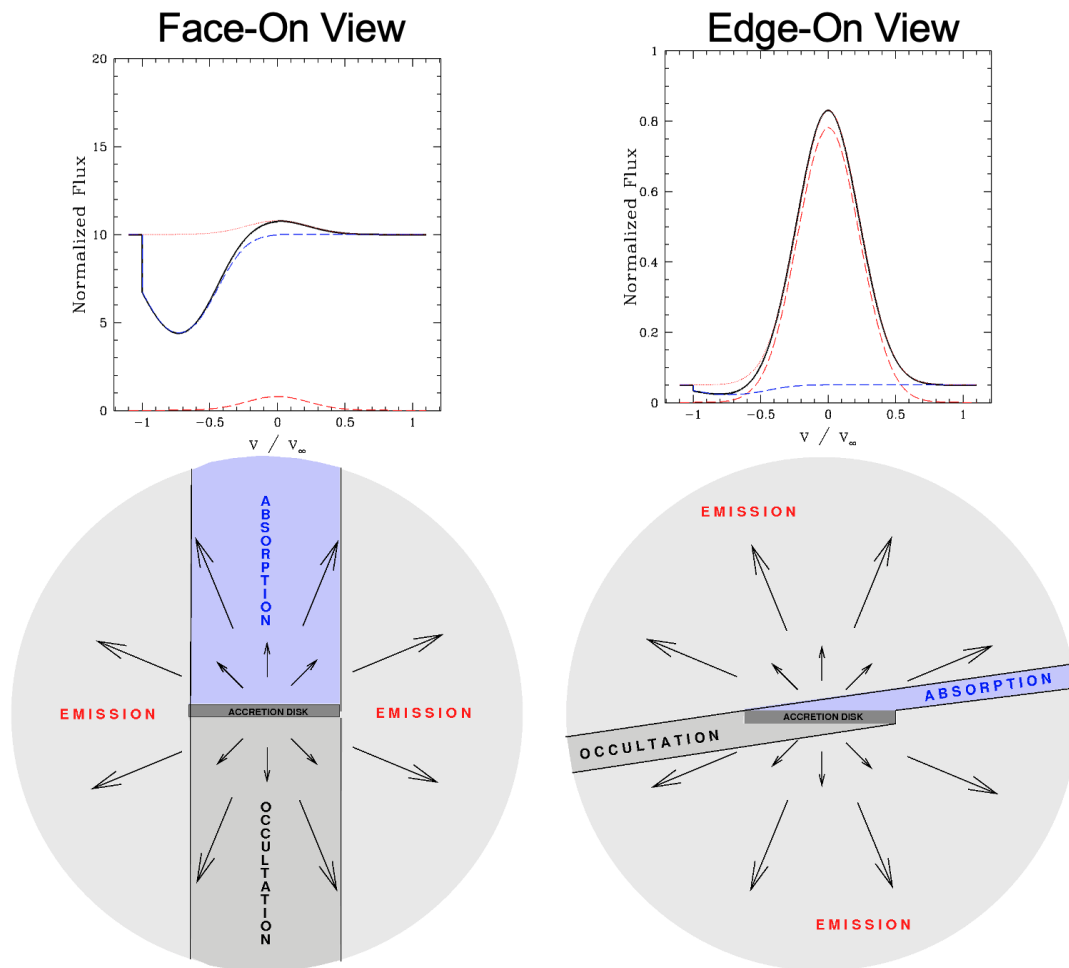 Face-On View
Edge-On View
20
15
10
5
0
Normalized Flux
−1
−0.5
0
0.5
1
V / V∞
1
0.8
0.6
0.4
0.2
0
Normalized Flux
−1
−0.5
0
0.5
1
V / V∞
ABSORPTION
EMISSION
ACCRETION DISK
EMISSION
OCCULTATION
EMISSION
ABSORPTION
ACCRETION DISK
OCCULTATION
EMISSION